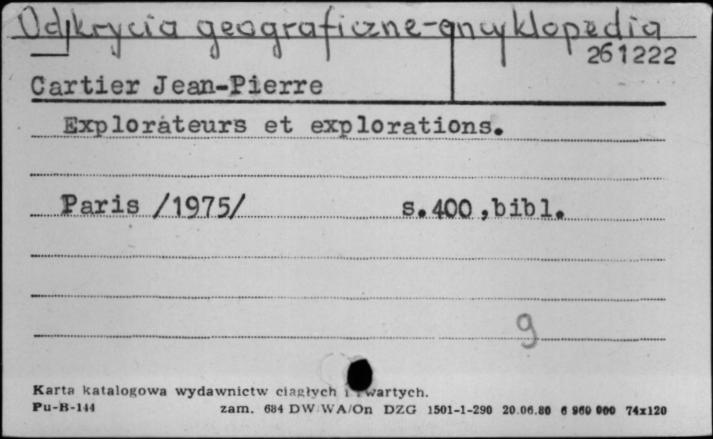 Odkrycia geograficzne-encyklopedia
261222
Cartier Jean-Pierre
Explorateurs et explorations.
Paris /1975/ s.400,bibl.
9
Karta katalogowa wydawnictw ciągłych i zwartych.
Pu-B-144 zam. 684 DW WA/On DZG 1501-1-290 20.06.80 6 960 000 74x120